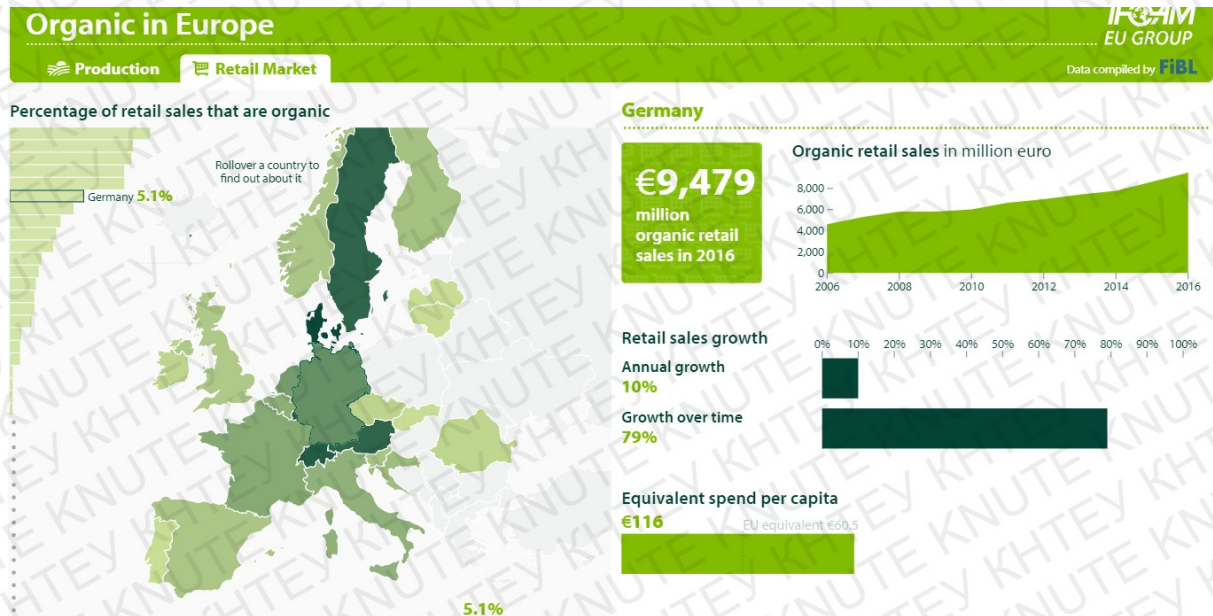 Organic in Europe
IFOAM
EU GROUP
Production
Retail Market
Data compiled by FiBL
Percentage of retail sales that are organic
Rollover a country to
find out about it
Germany 5.1%
5.1%
Germany
€9,479
million
organic retail
sales in 2016
Organic retail sales in million euro
8,000
6,000
4,000
2,000
0
2006 2008 2010 2012 2014 2016
Retail sales growth
0% 10% 20% 30% 40% 50% 60% 70% 80% 90% 100%
Annual growth
10%
Growth over time
79%
Equivalent spend per capita
€116
EU equivalent €60.5
KNUTE KHTEY KNUTE KHTEY